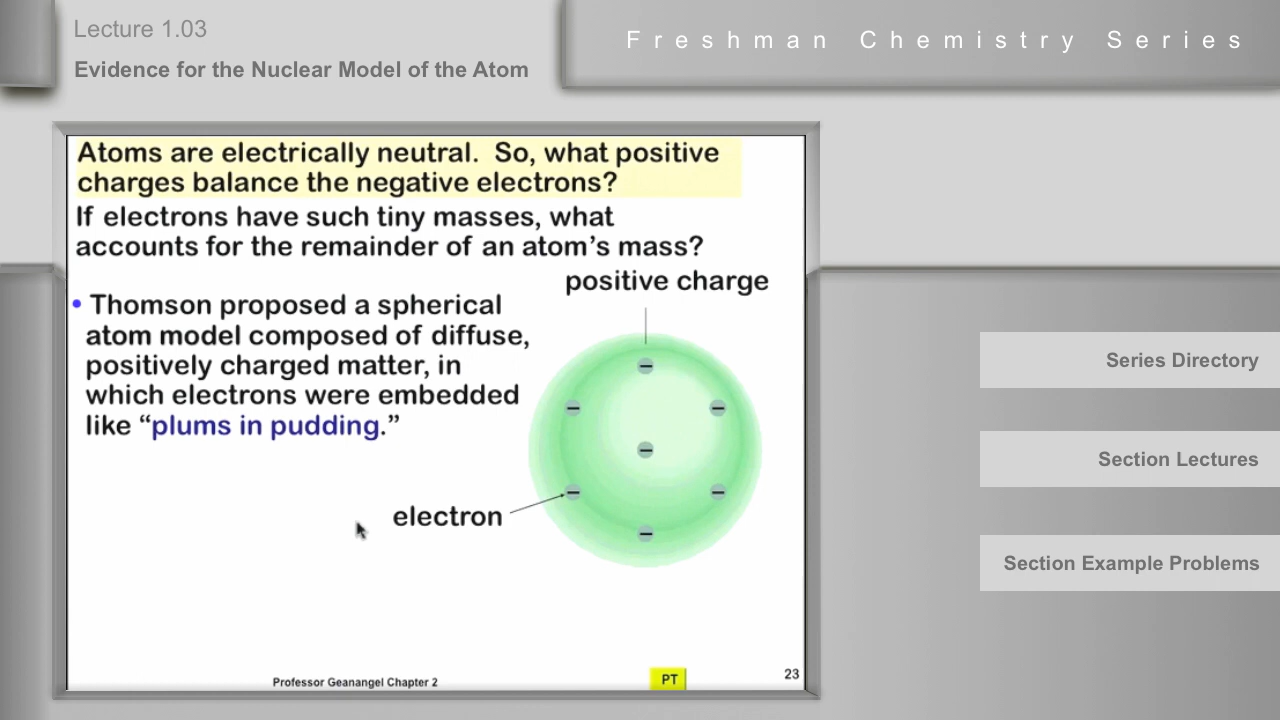 Lecture 1.03
Evidence for the Nuclear Model of the Atom
F r e s h m a n   C h e m i s t r y   S e r i e s
Atoms are electrically neutral. So, what positive
charges balance the negative electrons?
If electrons have such tiny masses, what
accounts for the remainder of an atom's mass?
positive charge
• Thomson proposed a spherical
atom model composed of diffuse,
positively charged matter, in
which electrons were embedded
like “plums in pudding.”
electron
Professor Geanangel Chapter 2
PT
23
Series Directory
Section Lectures
Section Example Problems